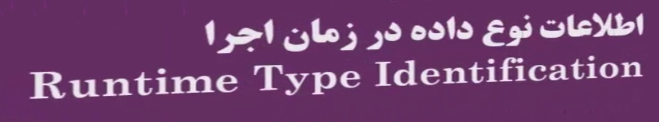 اطلاعات نوع داده در زمان اجرا
Runtime Type Identification